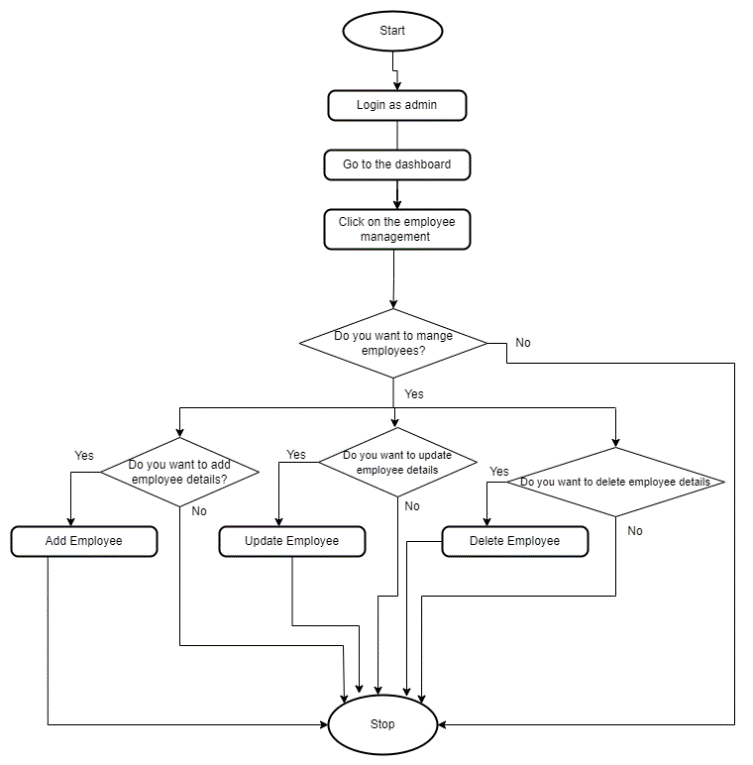 Start
Login as admin
Go to the dashboard
Click on the employee
management
Do you want to mange
employees?
No
Yes
Yes
Do you want to add
employee details?
No
Yes
Do you want to update
employee details
No
Yes
Do you want to delete employee details
No
Add Employee
Update Employee
Delete Employee
Stop